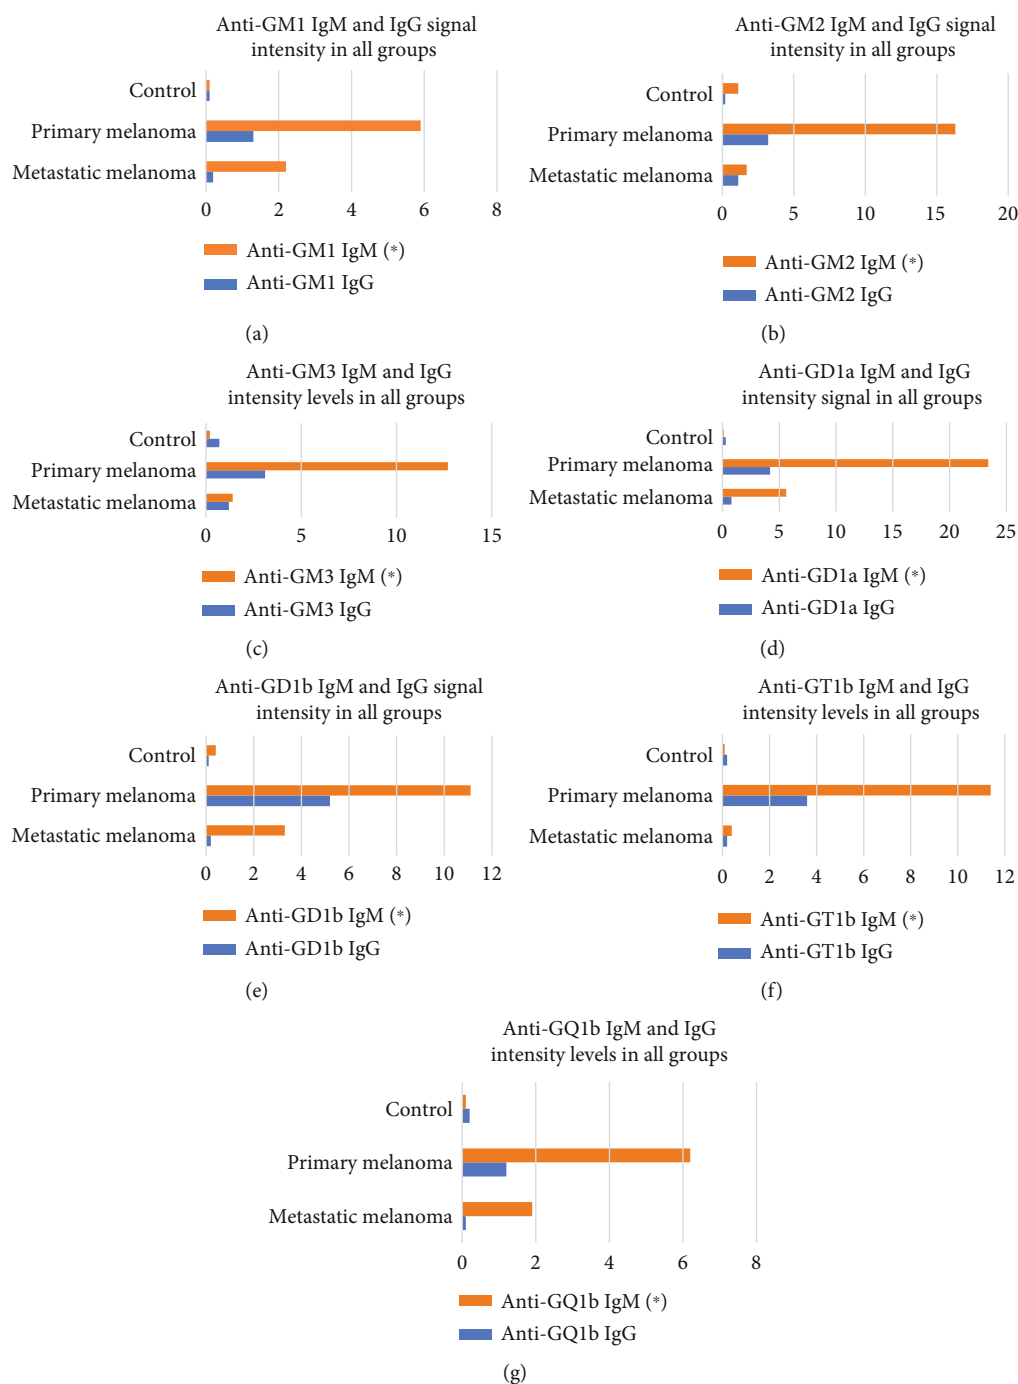 Anti-GM1 IgM and IgG signal
intensity in all groups
Control
Primary melanoma
Metastatic melanoma
0 2 4 6 8
Anti-GM1 IgM (*)
Anti-GM1 IgG
(a)
Anti-GM2 IgM and IgG signal
intensity in all groups
Control
Primary melanoma
Metastatic melanoma
0 5 10 15 20
Anti-GM2 IgM (*)
Anti-GM2 IgG
(b)
Anti-GM3 IgM and IgG
intensity levels in all groups
Control
Primary melanoma
Metastatic melanoma
0 5 10 15
Anti-GM3 IgM (*)
Anti-GM3 IgG
(c)
Anti-GD1a IgM and IgG
intensity signal in all groups
Control
Primary melanoma
Metastatic melanoma
0 5 10 15 20 25
Anti-GD1a IgM (*)
Anti-GD1a IgG
(d)
Anti-GD1b IgM and IgG signal
intensity in all groups
Control
Primary melanoma
Metastatic melanoma
0 2 4 6 8 10 12
Anti-GD1b IgM (*)
Anti-GD1b IgG
(e)
Anti-GT1b IgM and IgG
intensity levels in all groups
Control
Primary melanoma
Metastatic melanoma
0 2 4 6 8 10 12
Anti-GT1b IgM (*)
Anti-GT1b IgG
(f)
Anti-GQ1b IgM and IgG
intensity levels in all groups
Control
Primary melanoma
Metastatic melanoma
0 2 4 6 8
Anti-GQ1b IgM (*)
Anti-GQ1b IgG
(g)